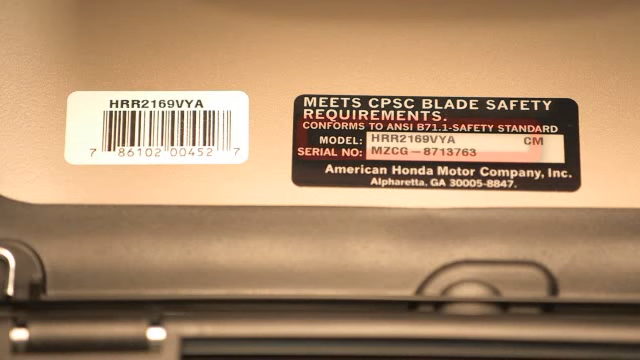 HRR2169VYA
7 86102 00452 7
MEETS CPSC BLADE SAFETY
REQUIREMENTS.
CONFORMS TO ANSI B71.1-SAFETY STANDARD
MODEL: HRR2169VYA CM
SERIAL NO: MZCG-8713763
American Honda Motor Company, Inc.
Alpharetta, GA 30005-8847.